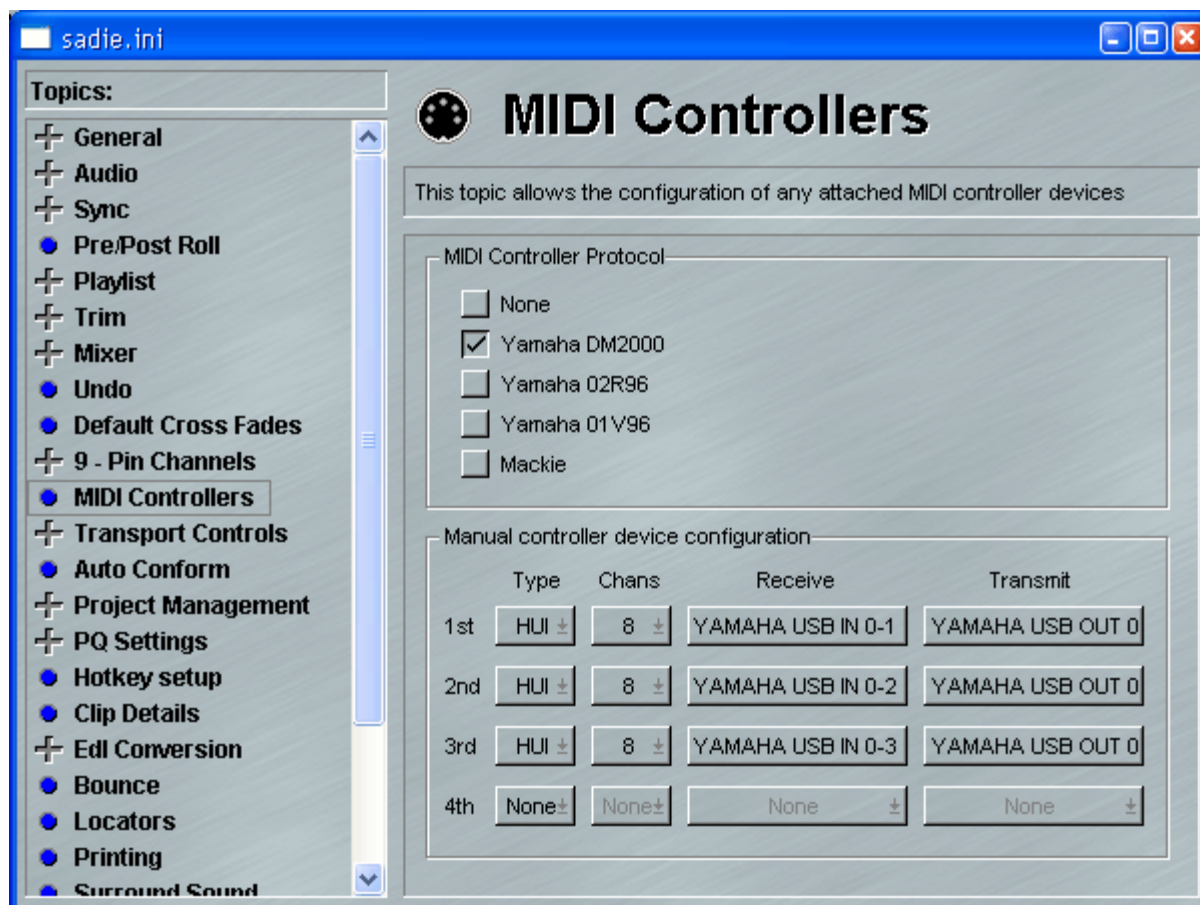 sadie.ini
Topics:
General
Audio
Sync
Pre/Post Roll
Playlist
Trim
Mixer
Undo
Default Cross Fades
9 - Pin Channels
MIDI Controllers
Transport Controls
Auto Conform
Project Management
PQ Settings
Hotkey setup
Clip Details
Edl Conversion
Bounce
Locators
Printing
Surround Sound
MIDI Controllers
This topic allows the configuration of any attached MIDI controller devices
MIDI Controller Protocol
None
Yamaha DM2000
Yamaha 02R96
Yamaha 01V96
Mackie
Manual controller device configuration
Type Chans Receive Transmit
1st HUI 8 YAMAHA USB IN 0-1 YAMAHA USB OUT 0
2nd HUI 8 YAMAHA USB IN 0-2 YAMAHA USB OUT 0
3rd HUI 8 YAMAHA USB IN 0-3 YAMAHA USB OUT 0
4th None None None None